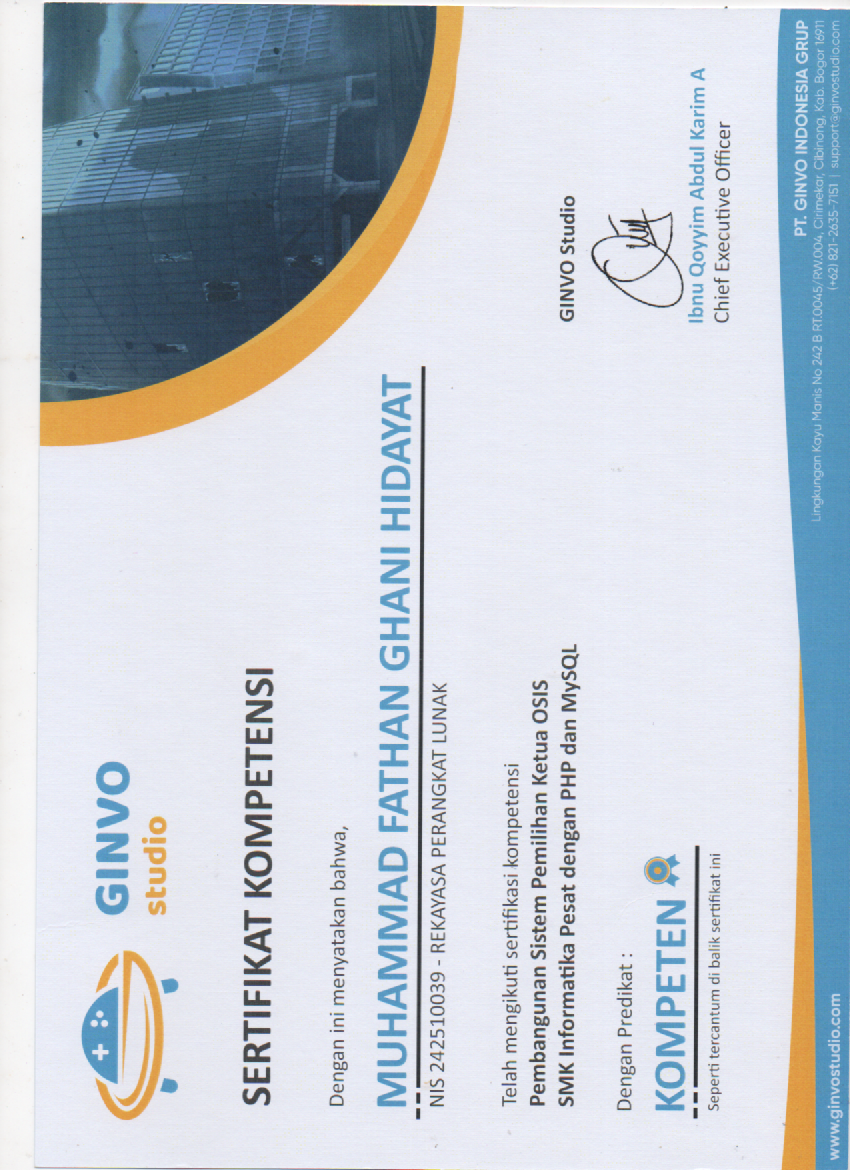 GINVO
studio
SERTIFIKAT KOMPETENSI
Dengan ini menyatakan bahwa,
MUHAMMAD FATHAN GHANI HIDAYAT
NIS 242510039 - REKAYASA PERANGKAT LUNAK
Telah mengikuti sertifikasi kompetensi
Pembangunan Sistem Pemilihan Ketua OSIS
SMK Informatika Pesat dengan PHP dan MySQL
Dengan Predikat :
KOMPETEN
Seperti tercantum di balik sertifikat ini
GINVO Studio
Ibnu Qoyyim Abdul Karim A
Chief Executive Officer
www.ginvostudio.com
PT. GINVO INDONESIA GRUP
Lingkungan Kayu Manis No 242 B RT.0045/RW.004, Cirimekar, Cibinong, Kab. Bogor 16911
(+62) 821-2635-7151 | support@ginvostudio.com